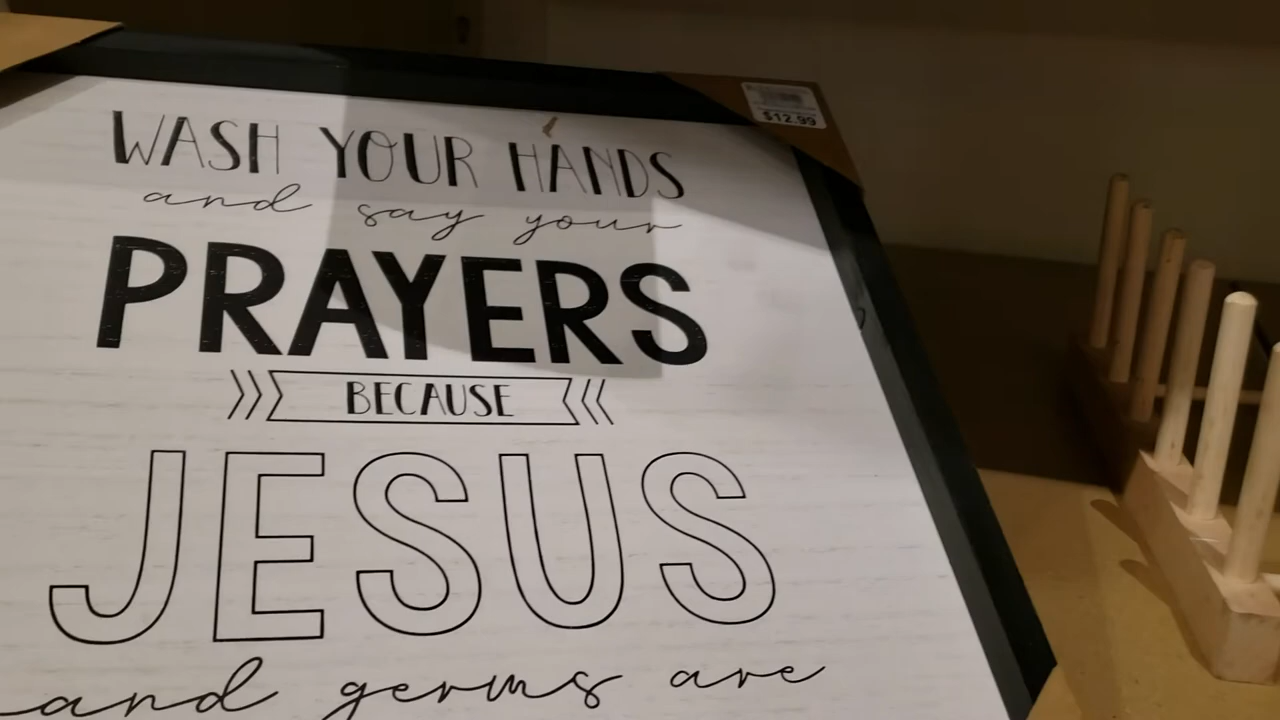 $12.99
WASH YOUR HANDS
and say your
PRAYERS
BECAUSE
JESUS
and germs are